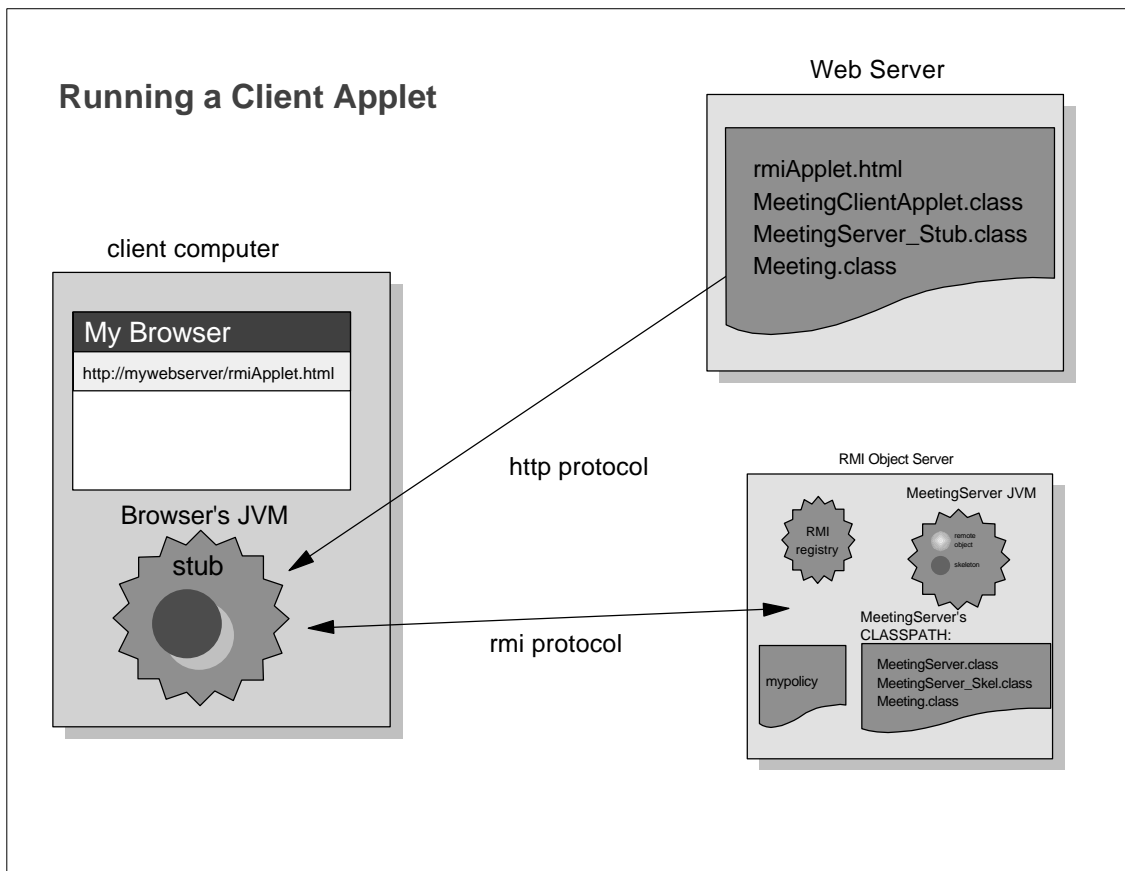 Running a Client Applet
Web Server
rmiApplet.html
MeetingClientApplet.class
MeetingServer_Stub.class
Meeting.class
client computer
My Browser
http://mywebserver/rmiApplet.html
Browser's JVM
stub
http protocol
rmi protocol
RMI Object Server
RMI
registry
MeetingServer JVM
remote
object
skeleton
MeetingServer's
CLASSPATH:
mypolicy
MeetingServer.class
MeetingServer_Skel.class
Meeting.class